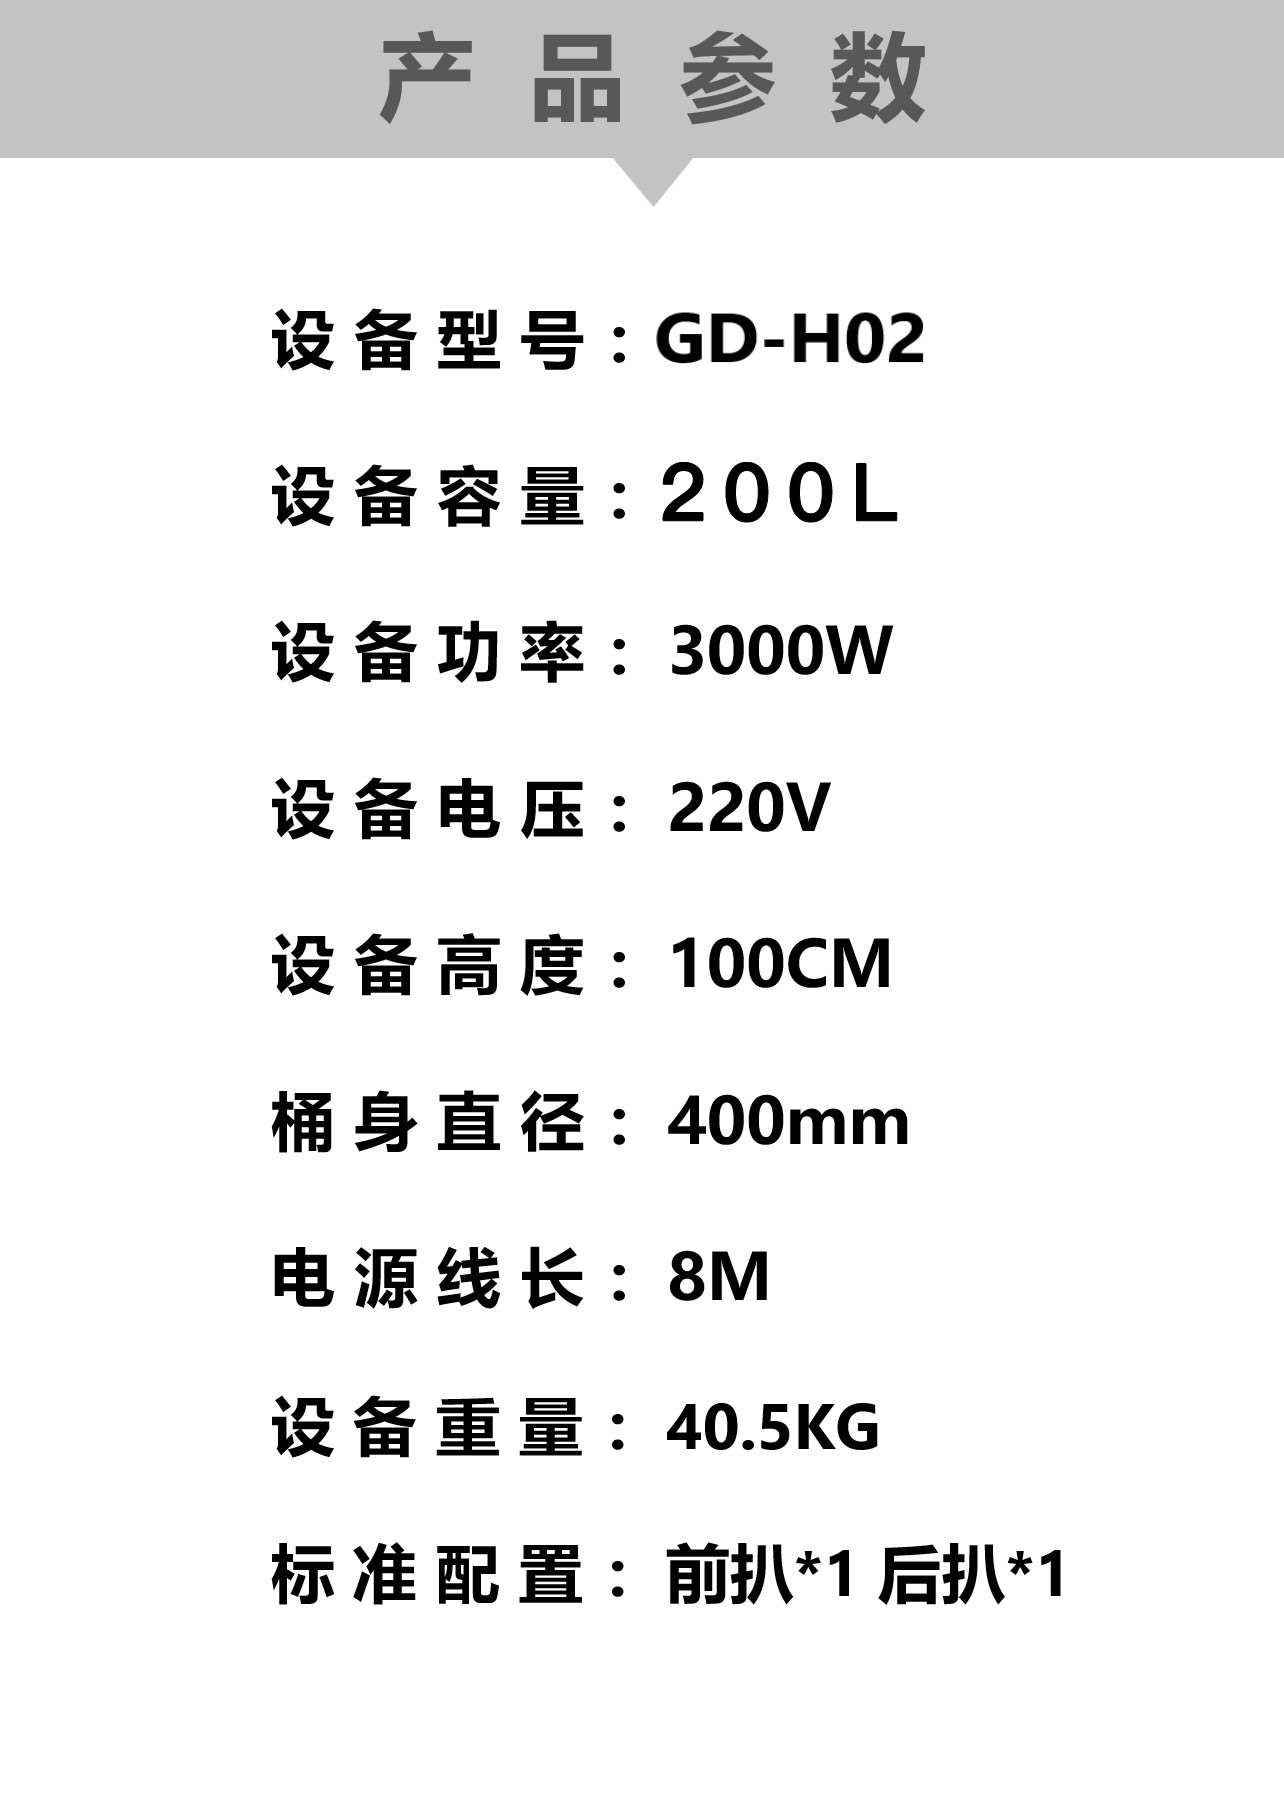 产品参数
设备型号:GD-H02
设备容量:200L
设备功率:3000W
设备电压:220V
设备高度:100CM
桶身直径:400mm
电源线长:8M
设备重量:40.5KG
标准配置:前扒*1 后扒*1